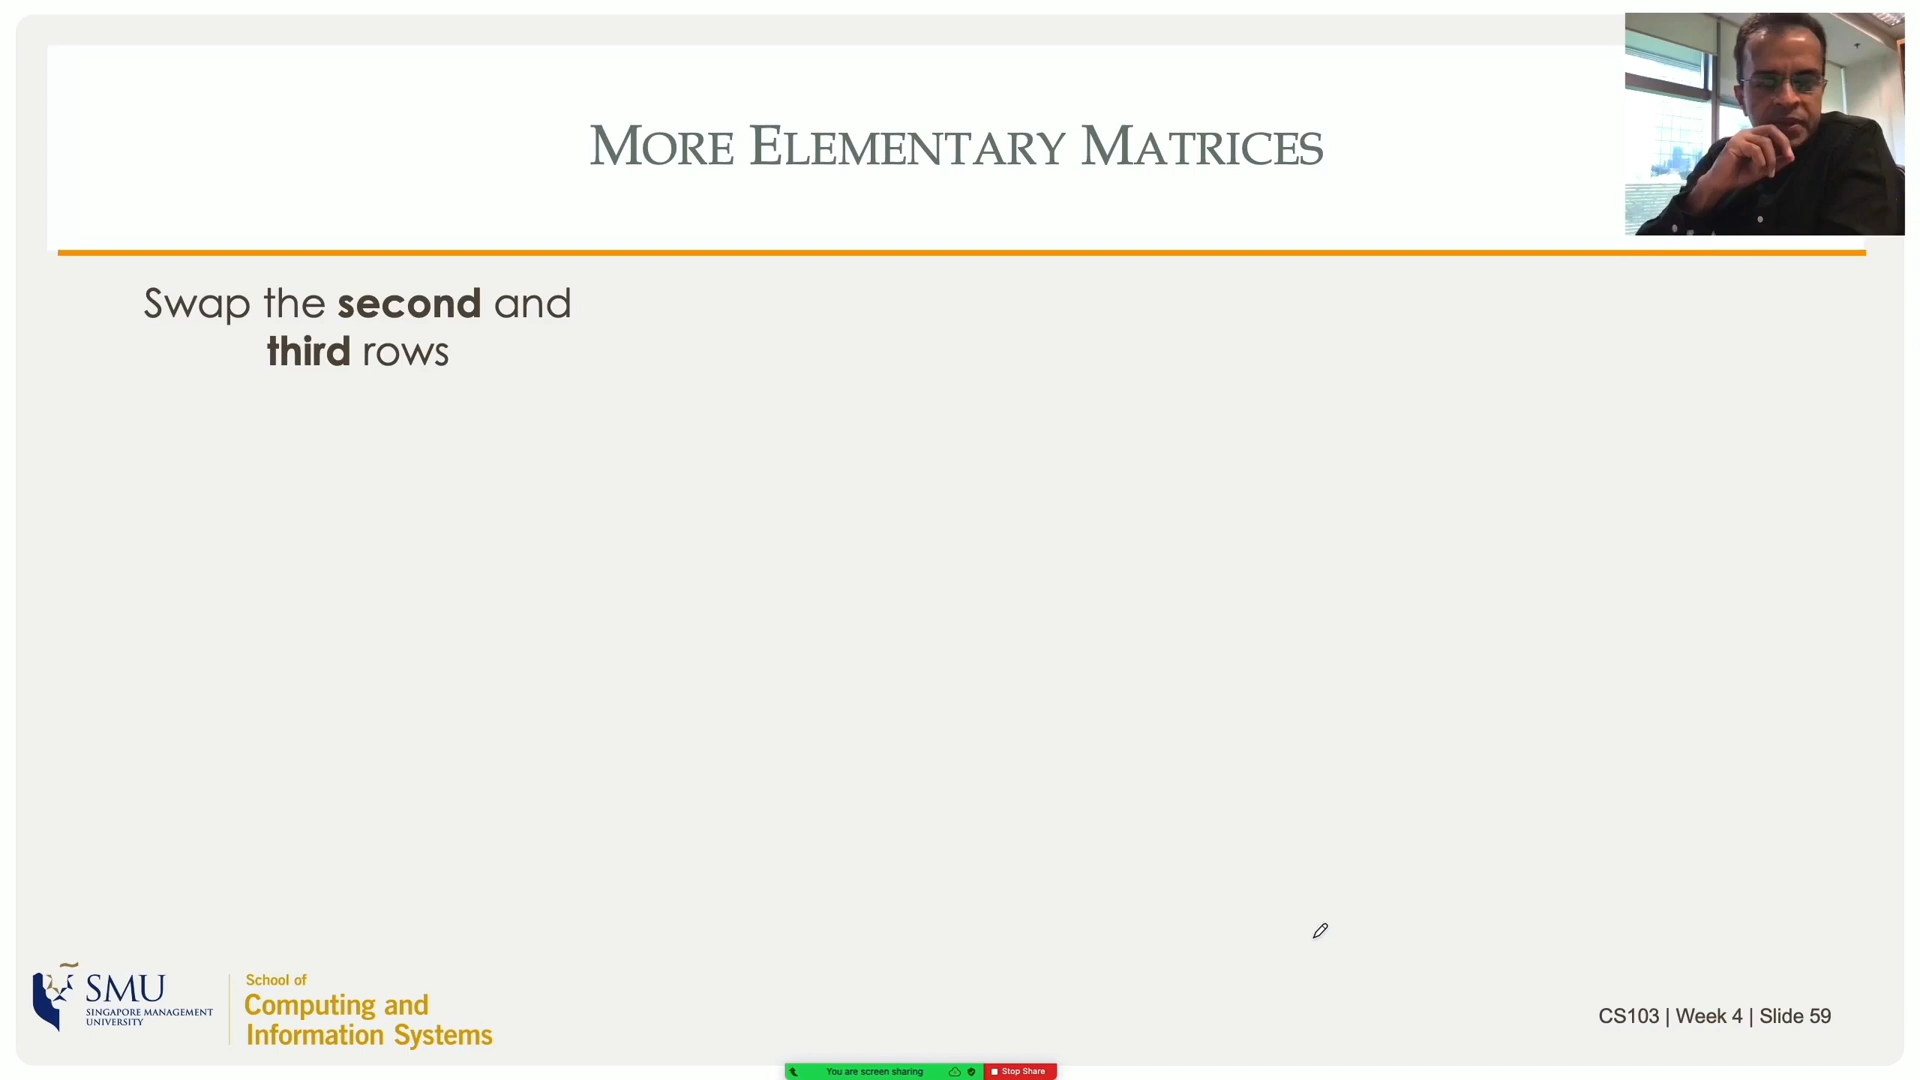 MORE ELEMENTARY MATRICES
Swap the second and
third rows
SMU
SINGAPORE MANAGEMENT
UNIVERSITY
School of
Computing and
Information Systems
CS103 | Week 4 | Slide 59
You are screen sharing
Stop Share